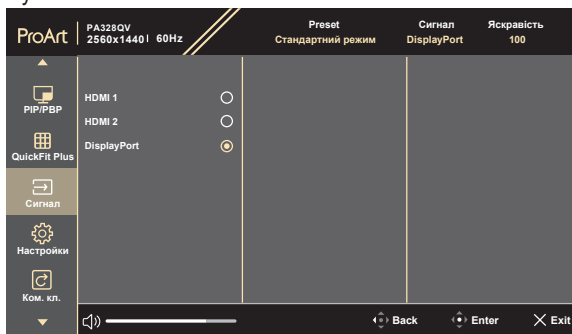 ProArt
PA328QV
2560x1440 60Hz
Preset
Стандартний режим
Сигнал
DisplayPort
Яскравість
100
PIP/PBP
QuickFit Plus
Сигнал
Настройки
Ком. кл.
HDMI 1
HDMI 2
DisplayPort
Back
Enter
Exit